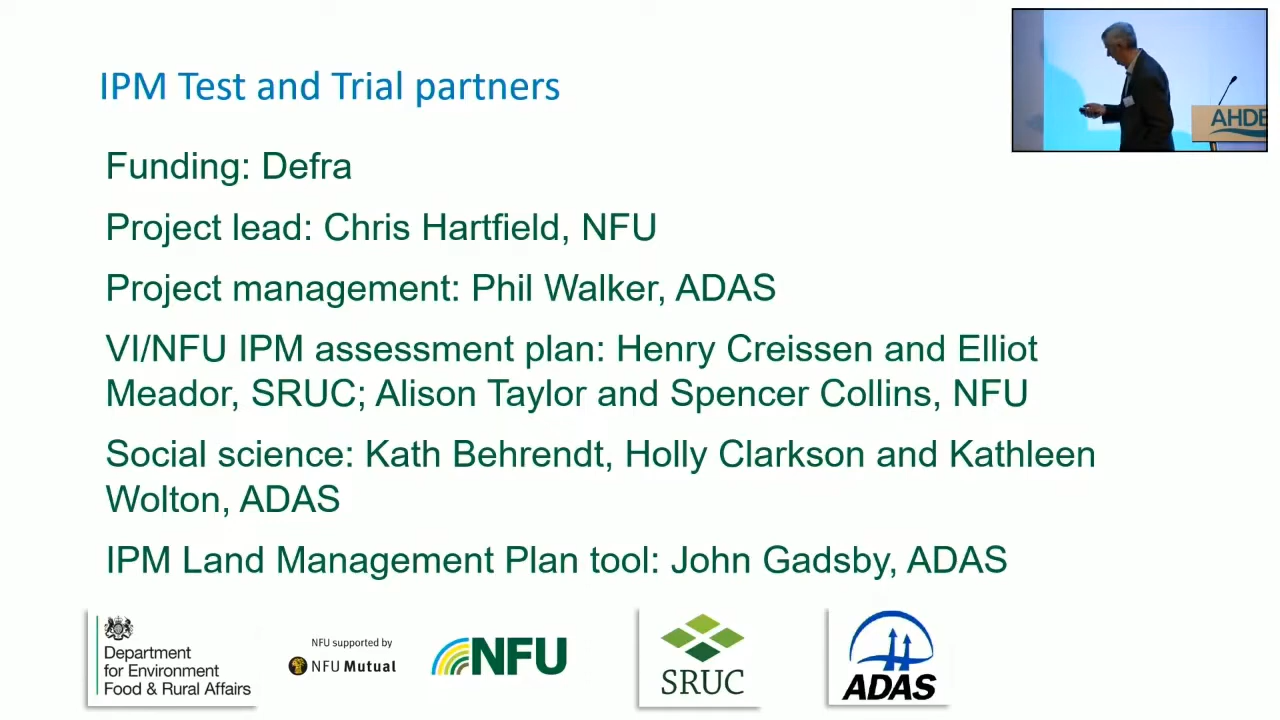 IPM Test and Trial partners
Funding: Defra
Project lead: Chris Hartfield, NFU
Project management: Phil Walker, ADAS
VI/NFU IPM assessment plan: Henry Creissen and Elliot
Meador, SRUC; Alison Taylor and Spencer Collins, NFU
Social science: Kath Behrendt, Holly Clarkson and Kathleen
Wolton, ADAS
IPM Land Management Plan tool: John Gadsby, ADAS
AHDB
Department
for Environment
Food & Rural Affairs
NFU supported by
NFU Mutual
NFU
SRUC
ADAS